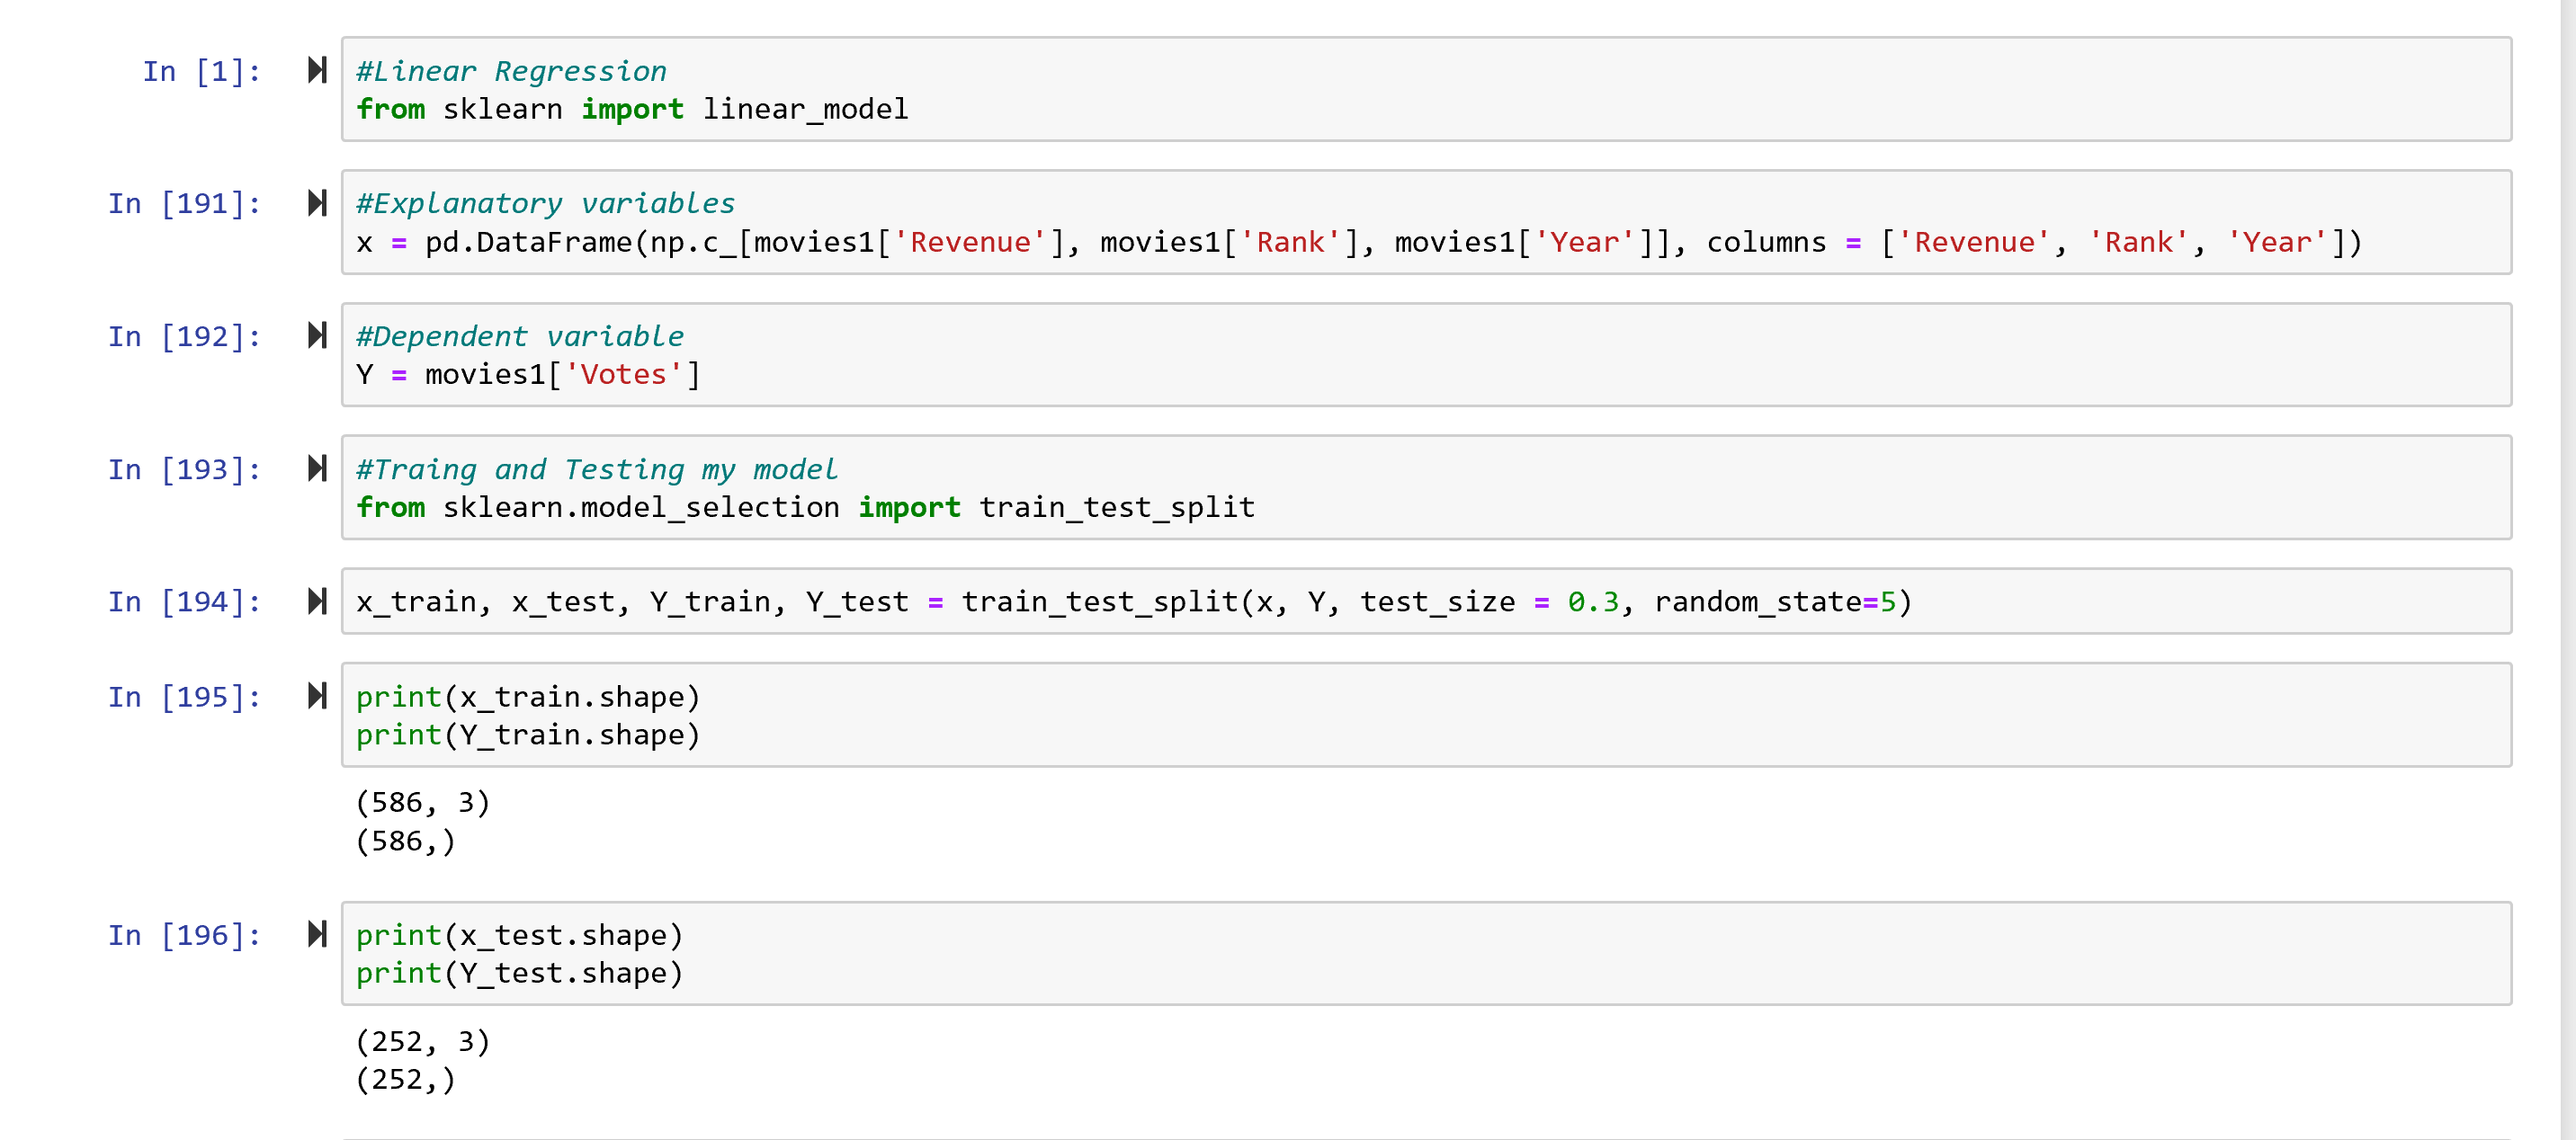 In [1]:
#Linear Regression
from sklearn import linear_model
In [191]:
#Explanatory variables
x = pd.DataFrame(np.c_[movies1['Revenue'], movies1['Rank'], movies1['Year']], columns = ['Revenue', 'Rank', 'Year'])
In [192]:
#Dependent variable
Y = movies1['Votes']
In [193]:
#Traing and Testing my model
from sklearn.model_selection import train_test_split
In [194]:
x_train, x_test, Y_train, Y_test = train_test_split(x, Y, test_size = 0.3, random_state=5)
In [195]:
print(x_train.shape)
print(Y_train.shape)
(586, 3)
(586,)
In [196]:
print(x_test.shape)
print(Y_test.shape)
(252, 3)
(252,)